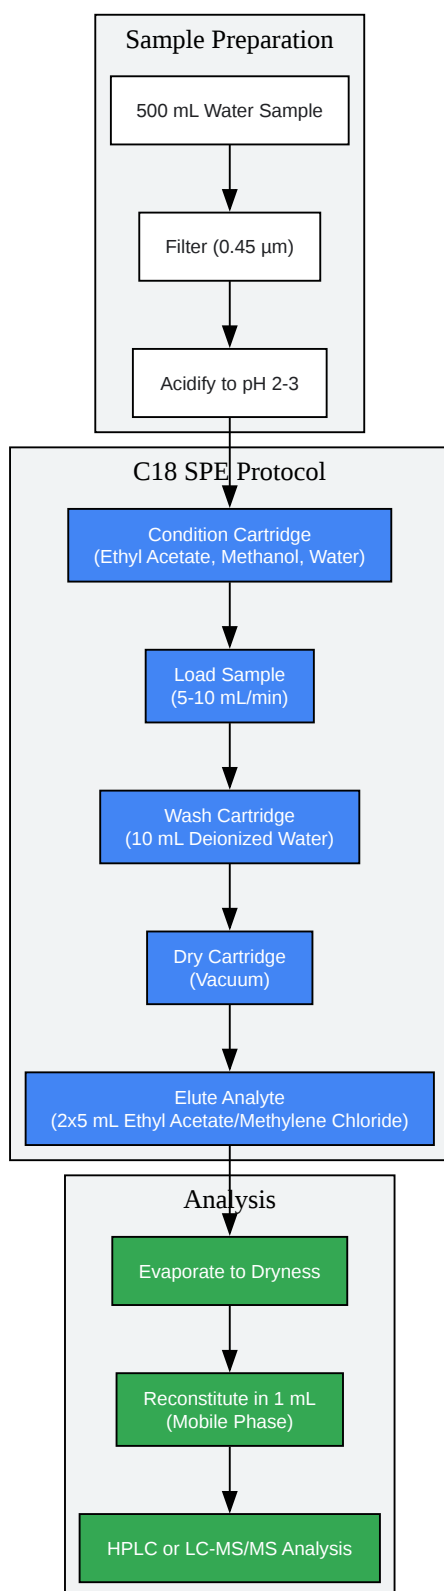 Sample Preparation
500 mL Water Sample
Filter (0.45 µm)
Acidify to pH 2-3
C18 SPE Protocol
Condition Cartridge
(Ethyl Acetate, Methanol, Water)
Load Sample
(5-10 mL/min)
Wash Cartridge
(10 mL Deionized Water)
Dry Cartridge
(Vacuum)
Elute Analyte
(2x5 mL Ethyl Acetate/Methylene Chloride)
Analysis
Evaporate to Dryness
Reconstitute in 1 mL
(Mobile Phase)
HPLC or LC-MS/MS Analysis